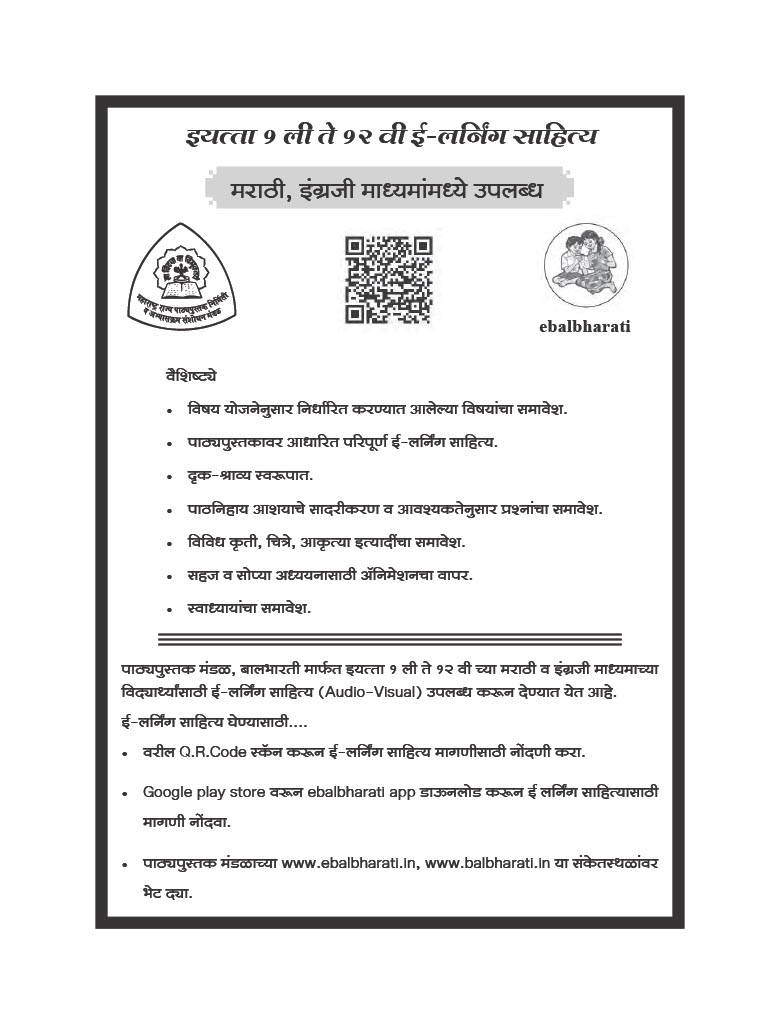 इयत्ता १ ली ते १२ वी ई-लर्निंग साहित्य
मराठी, इंग्रजी माध्यमांमध्ये उपलब्ध
महाराष्ट्र राज्य पाठ्यपुस्तक निर्मिती
व अभ्यासक्रम संशोधन मंडळ
ebalbharati
वैशिष्ट्ये
• विषय योजनेनुसार निर्धारित करण्यात आलेल्या विषयांचा समावेश.
• पाठ्यपुस्तकावर आधारित परिपूर्ण ई-लर्निंग साहित्य.
• दृक-श्राव्य स्वरूपात.
• पाठनिहाय आशयाचे सादरीकरण व आवश्यकतेनुसार प्रश्नांचा समावेश.
• विविध कृती, चित्रे, आकृत्या इत्यादींचा समावेश.
• सहज व सोप्या अध्ययनासाठी ॲनिमेशनचा वापर.
• स्वाध्यायांचा समावेश.
पाठ्यपुस्तक मंडळ, बालभारती मार्फत इयत्ता १ ली ते १२ वी च्या मराठी व इंग्रजी माध्यमाच्या
विद्यार्थ्यांसाठी ई-लर्निंग साहित्य (Audio-Visual) उपलब्ध करून देण्यात येत आहे.
ई-लर्निंग साहित्य घेण्यासाठी....
• वरील Q.R.Code स्कॅन करून ई-लर्निंग साहित्य मागणीसाठी नोंदणी करा.
• Google play store वरून ebalbharati app डाऊनलोड करून ई लर्निंग साहित्यासाठी
मागणी नोंदवा.
• पाठ्यपुस्तक मंडळाच्या www.ebalbharati.in, www.balbharati.in या संकेतस्थळांवर
भेट द्या.